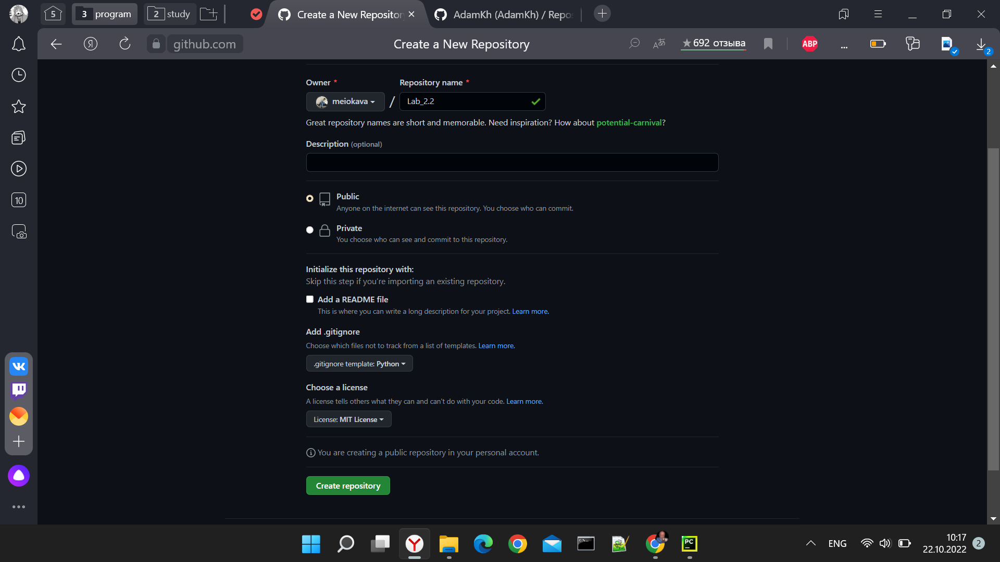 5
3 program
2 study
Create a New Repositor
AdamKh (AdamKh) / Repo
Я
github.com
Create a New Repository
692 отзыва
ABP
...
2
10
Owner *
Repository name *
meiokava
/
Lab_2.2
Great repository names are short and memorable. Need inspiration? How about potential-carnival?
Description (optional)
Public
Anyone on the internet can see this repository. You choose who can commit.
Private
You choose who can see and commit to this repository.
Initialize this repository with:
Skip this step if you're importing an existing repository.
Add a README file
This is where you can write a long description for your project. Learn more.
Add .gitignore
Choose which files not to track from a list of templates. Learn more.
.gitignore template: Python
Choose a license
A license tells others what they can and can't do with your code. Learn more.
License: MIT License
You are creating a public repository in your personal account.
Create repository
PC
ENG
10:17
22.10.2022
2